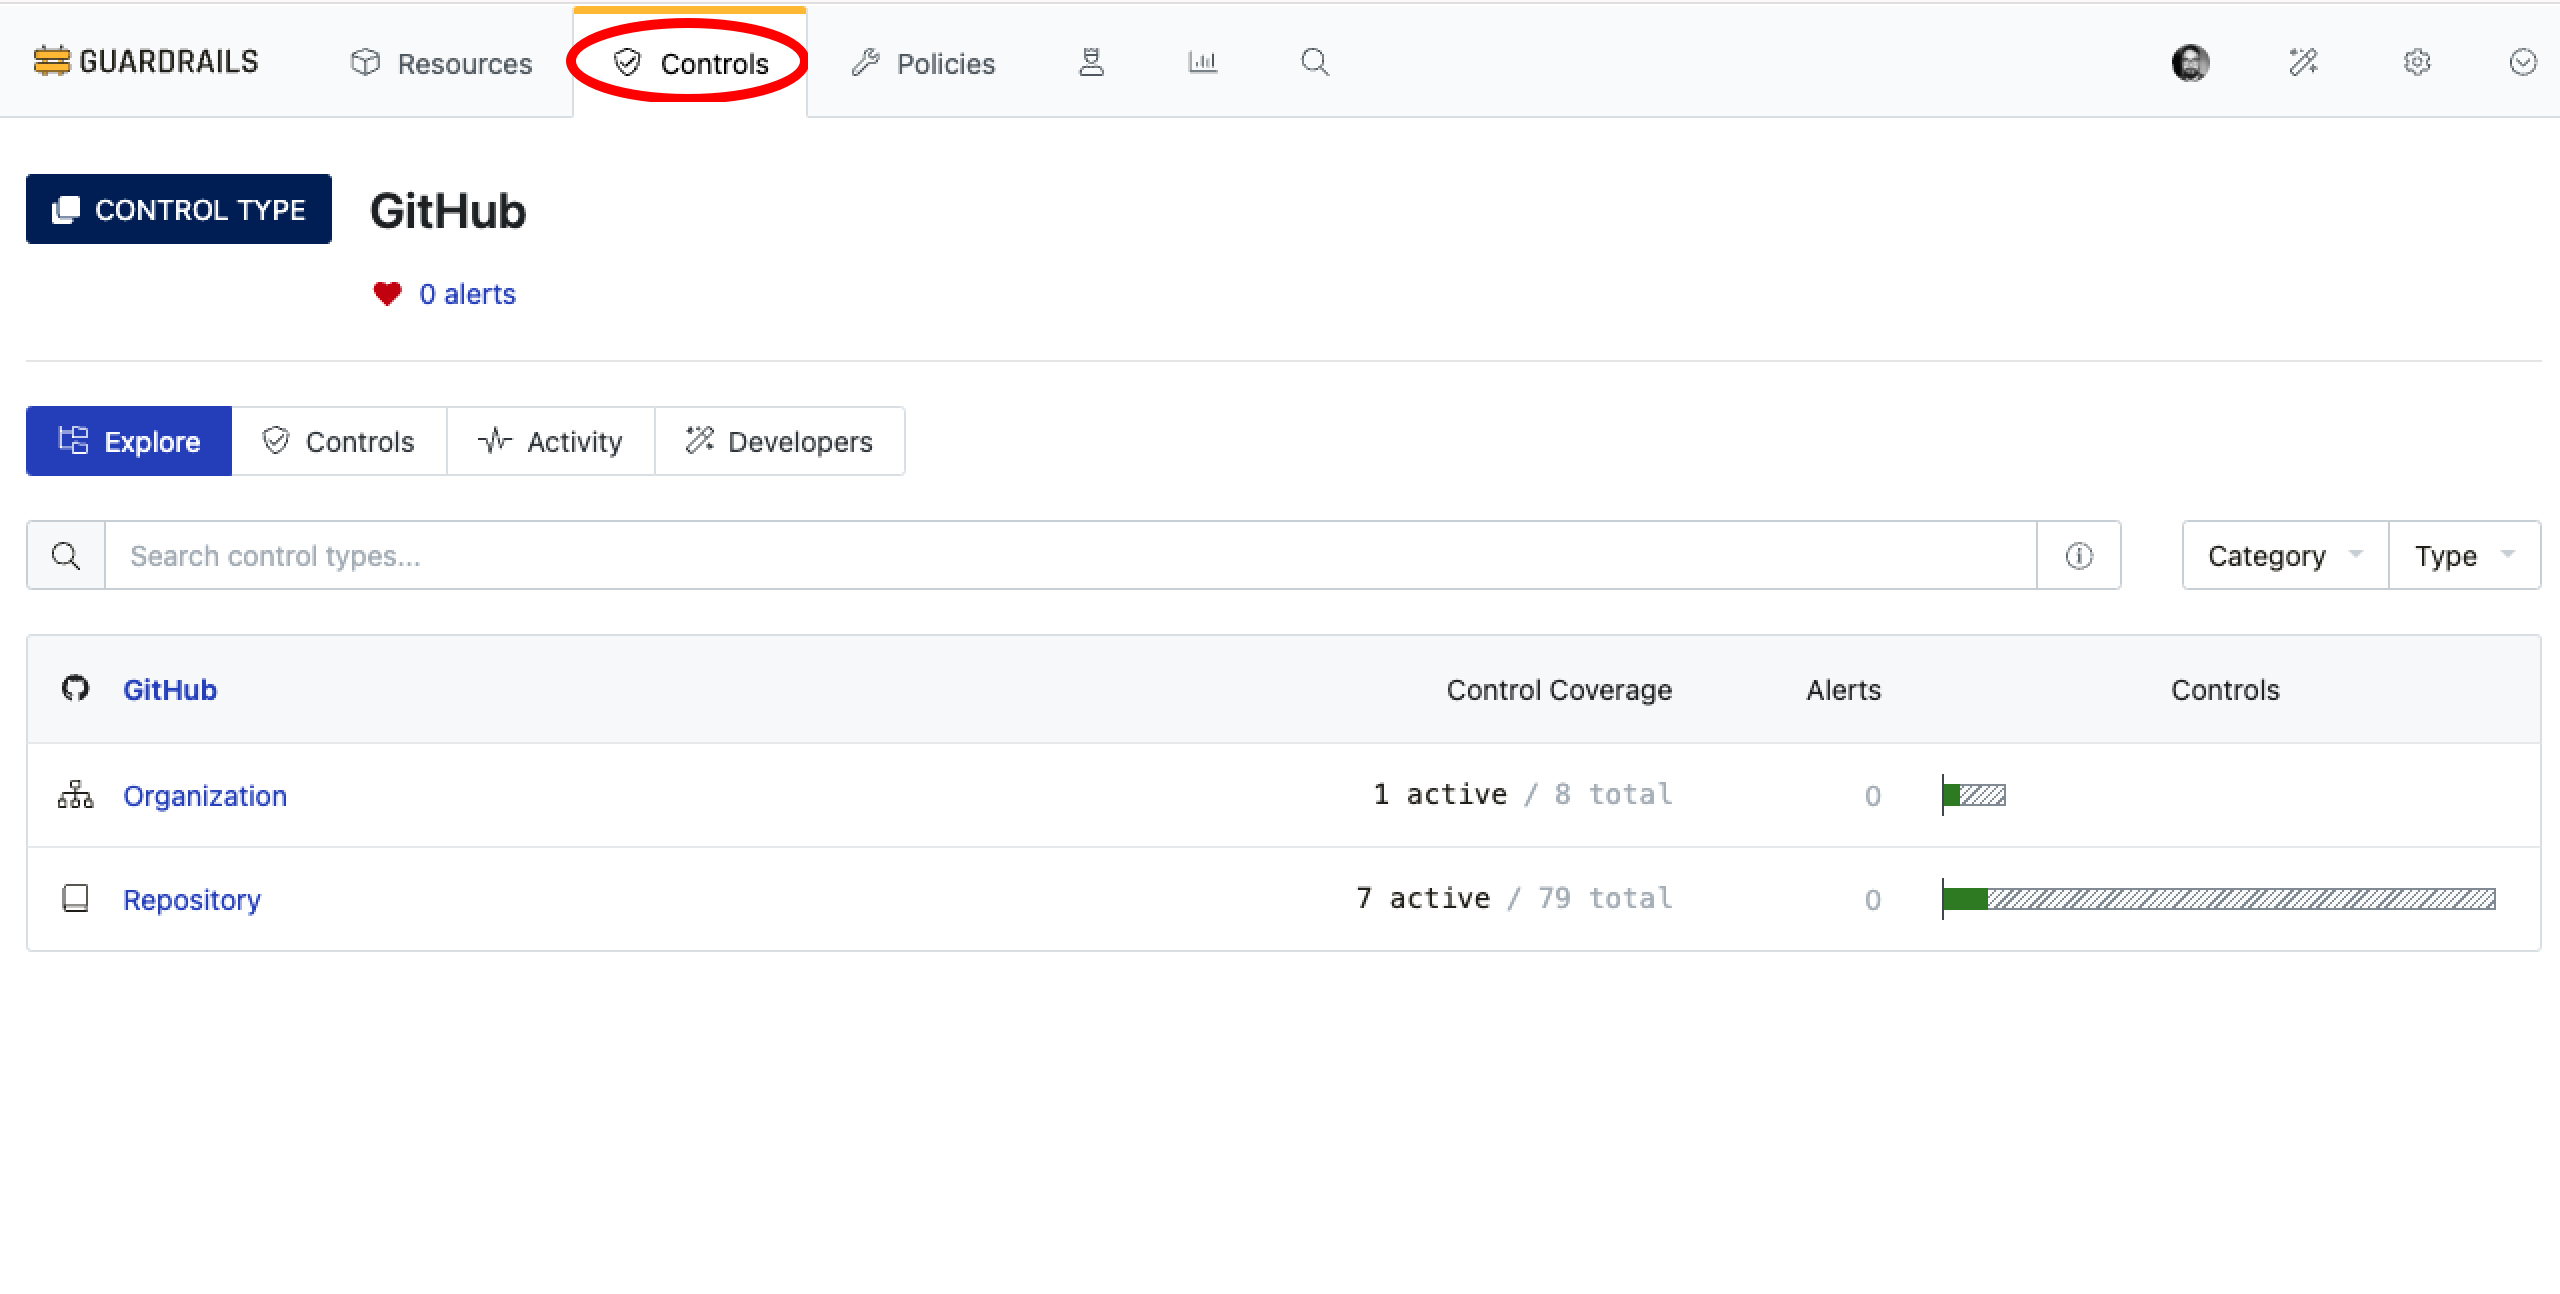 GUARDRAILS Resources Controls Policies
CONTROL TYPE GitHub
0 alerts
Explore Controls Activity Developers
Search control types... Category Type
GitHub Control Coverage Alerts Controls
Organization 1 active / 8 total 0
Repository 7 active / 79 total 0